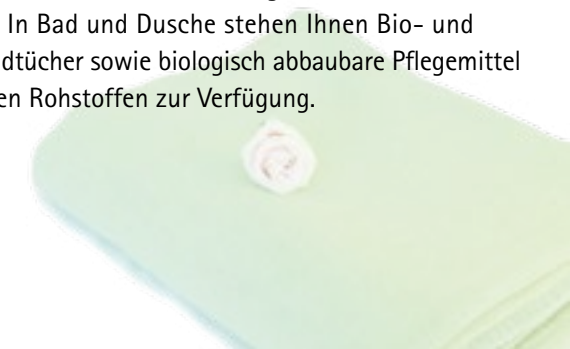 In Bad und Dusche stehen Ihnen Bio- und
dtücher sowie biologisch abbaubare Pflegemittel
en Rohstoffen zur Verfügung.